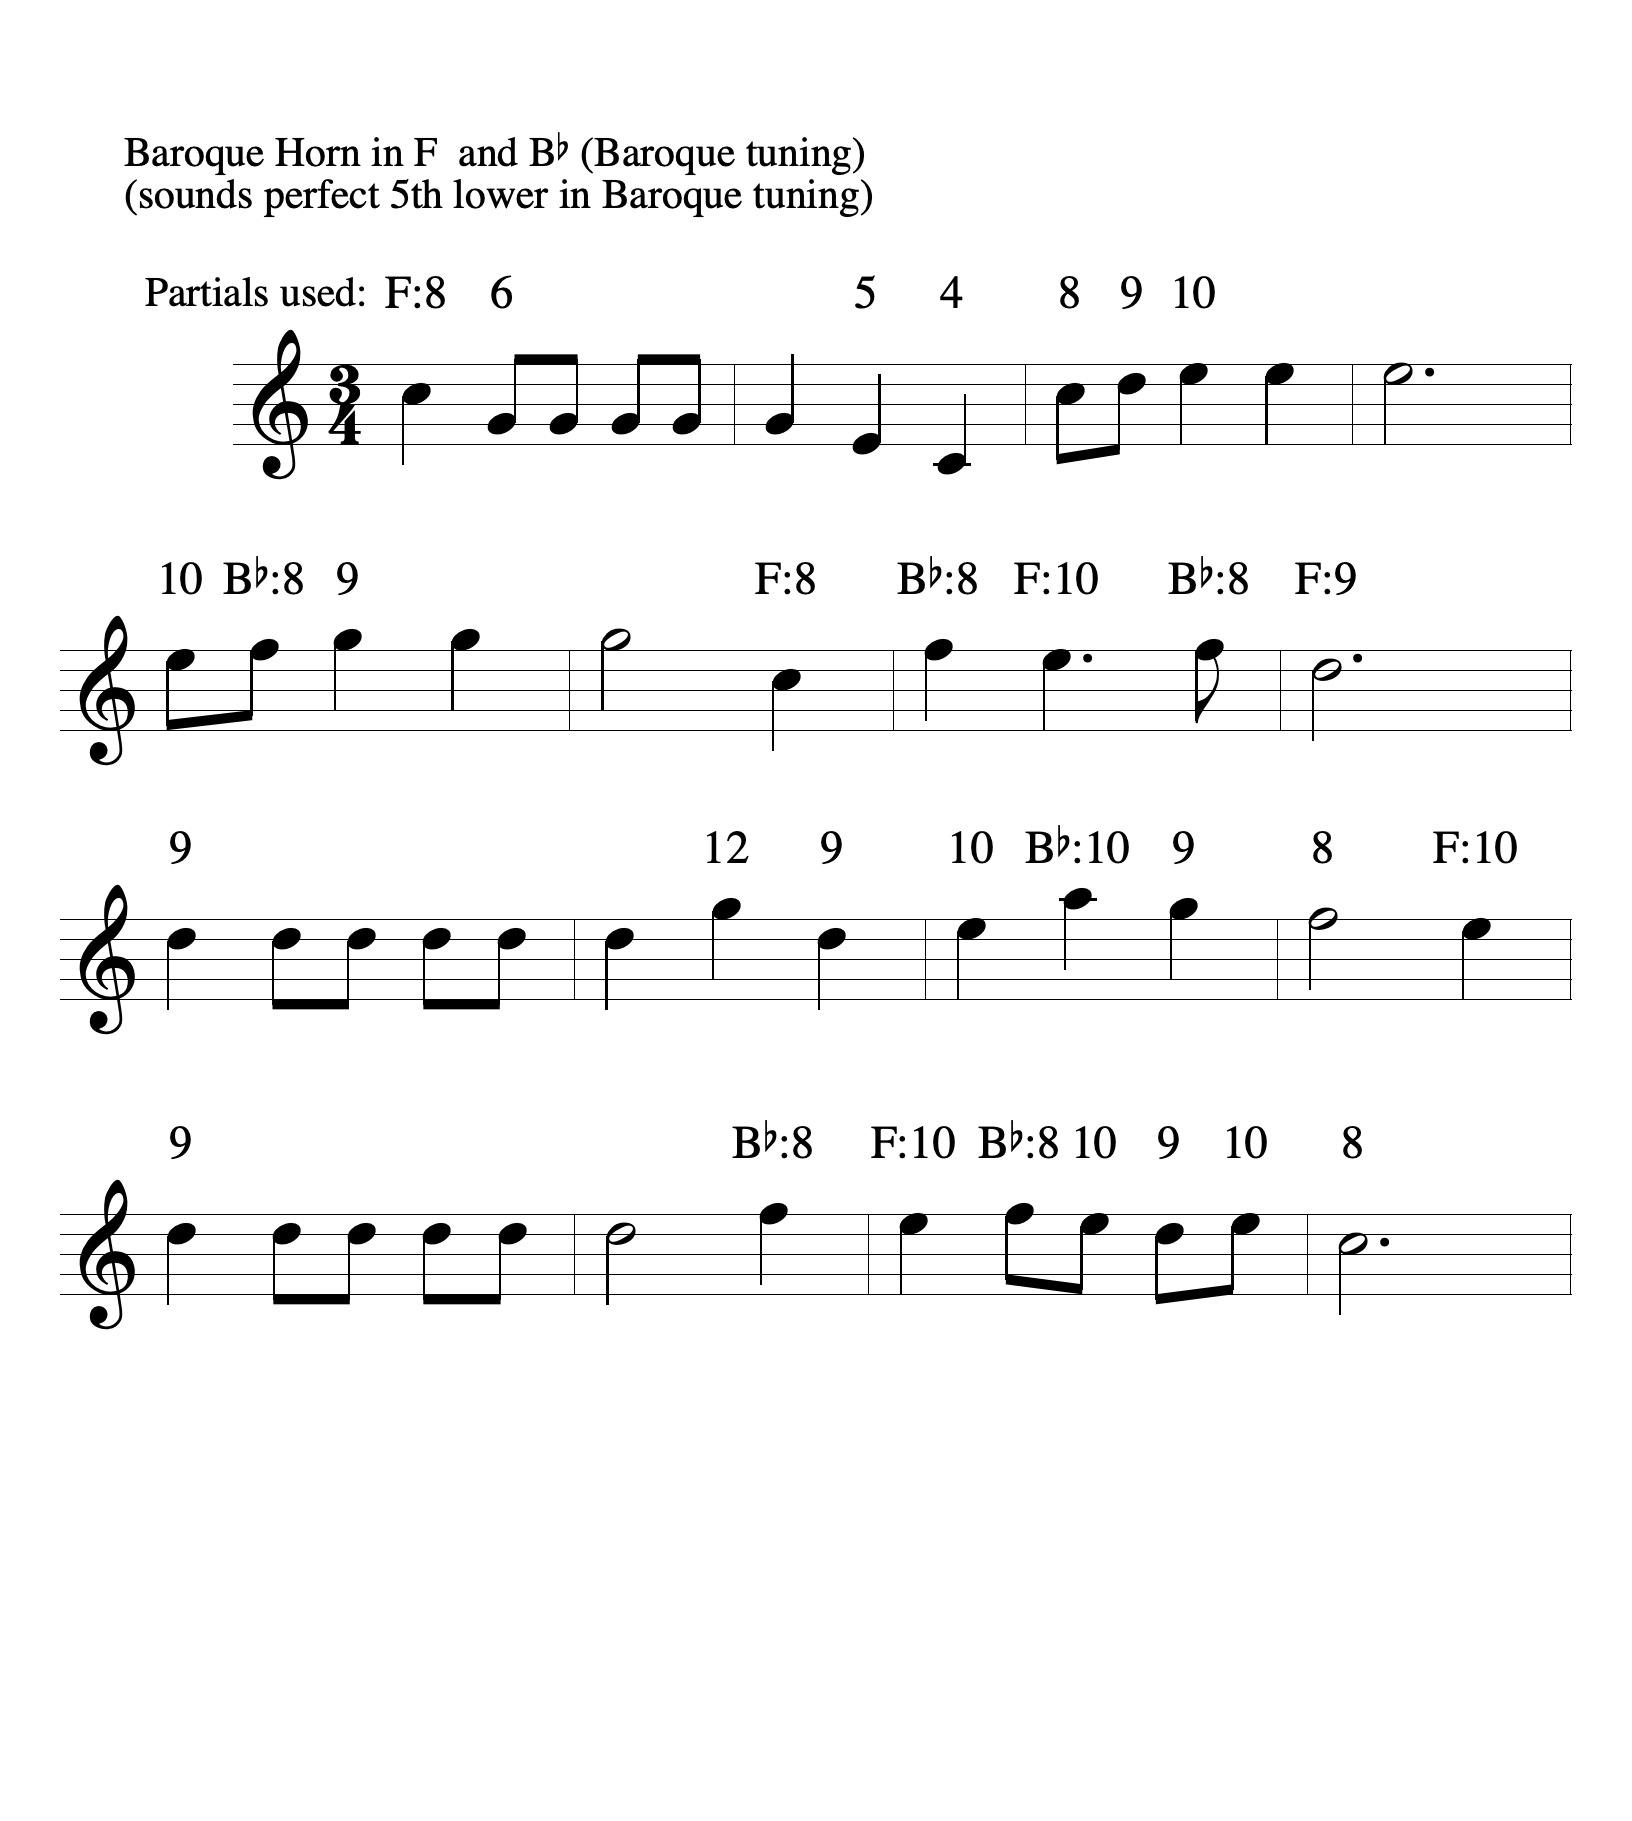 Baroque Horn in F and B♭ (Baroque tuning)
(sounds perfect 5th lower in Baroque tuning)
Partials used: F:8 6 5 4 8 9 10
3
4
10 B♭:8 9 F:8 B♭:8 F:10 B♭:8 F:9
9 12 9 10 B♭:10 9 8 F:10
9 B♭:8 F:10 B♭:8 10 9 10 8